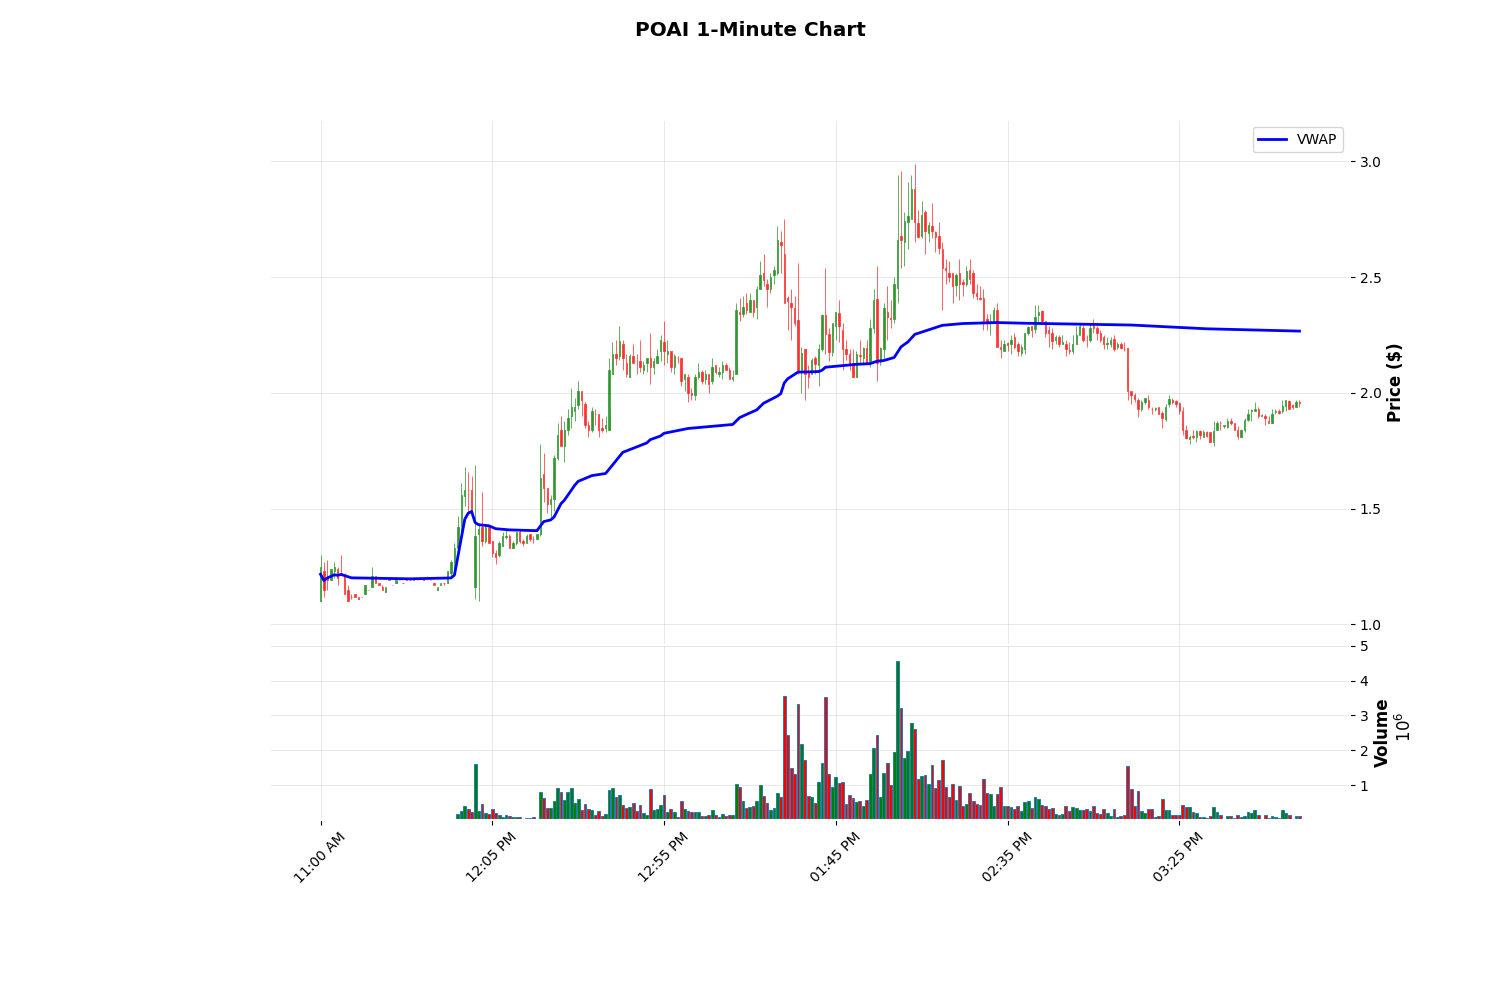 POAI 1-Minute Chart
VWAP
3.0
2.5
2.0
1.5
1.0
Price ($)
5
4
3
2
1
Volume
10⁶
11:00 AM
12:05 PM
12:55 PM
01:45 PM
02:35 PM
03:25 PM